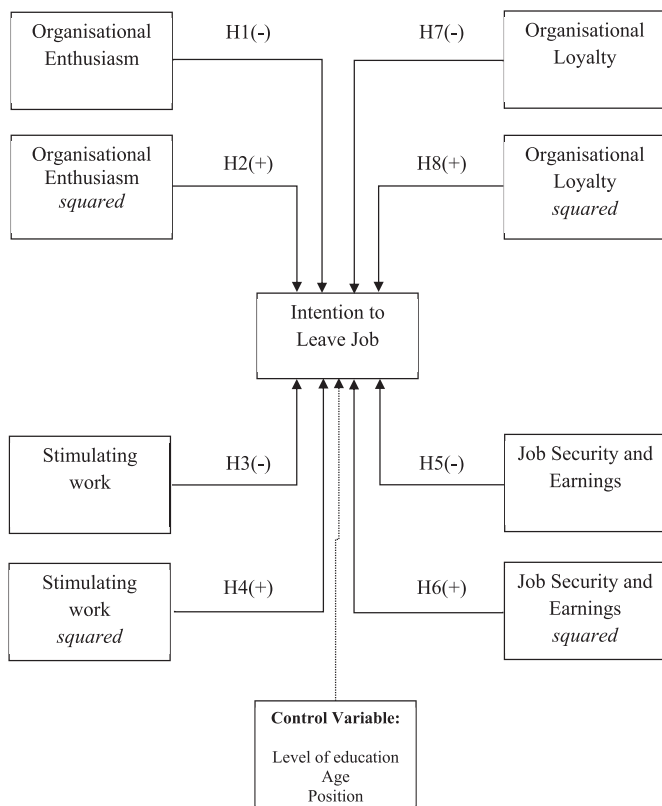 Organisational
Enthusiasm
H1(-)
H7(-)
Organisational
Loyalty
Organisational
Enthusiasm
squared
H2(+)
H8(+)
Organisational
Loyalty
squared
Intention to
Leave Job
Stimulating
work
H3(-)
H5(-)
Job Security and
Earnings
Stimulating
work
squared
H4(+)
H6(+)
Job Security and
Earnings
squared
Control Variable:
Level of education
Age
Position